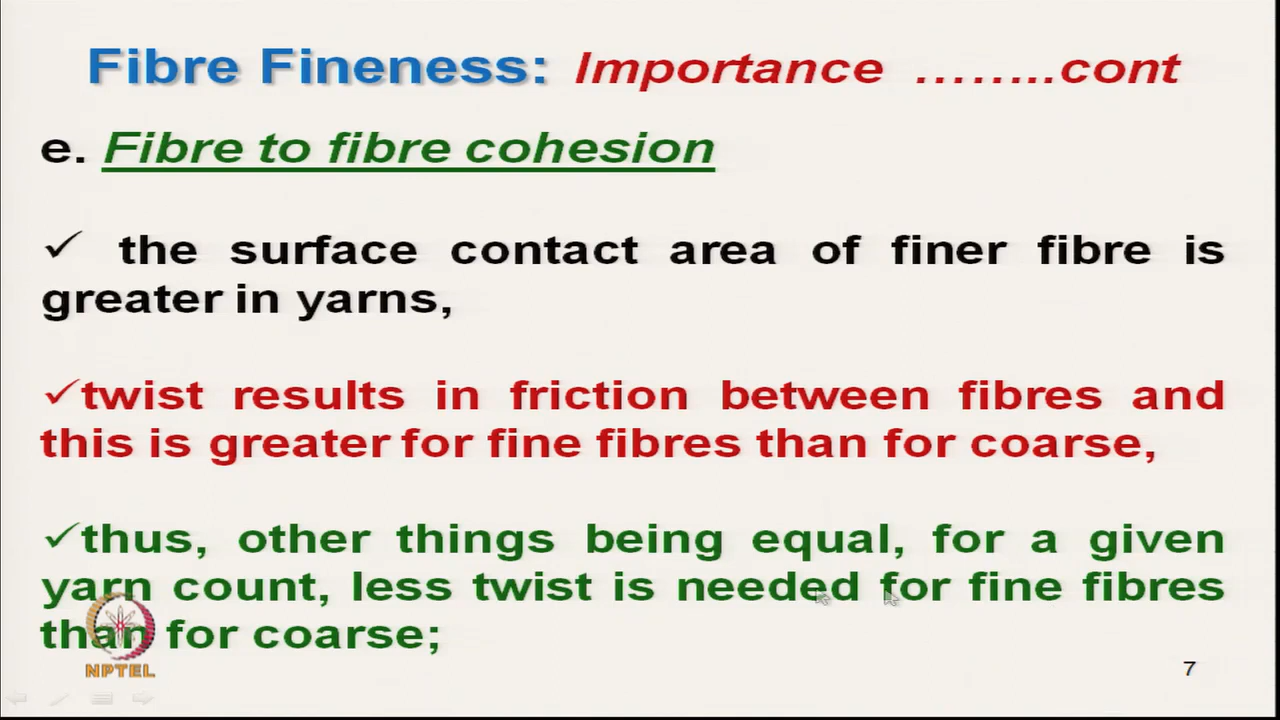 Fibre Fineness: Importance ……..cont
e. Fibre to fibre cohesion
✓ the surface contact area of finer fibre is
greater in yarns,
✓twist results in friction between fibres and
this is greater for fine fibres than for coarse,
✓thus, other things being equal, for a given
yarn count, less twist is needed for fine fibres
than for coarse;
NPTEL
7